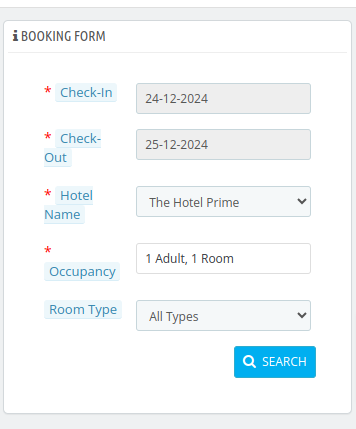 BOOKING FORM
* Check-In
24-12-2024
* Check-
Out
25-12-2024
* Hotel
Name
The Hotel Prime
*
Occupancy
1 Adult, 1 Room
Room Type
All Types
SEARCH